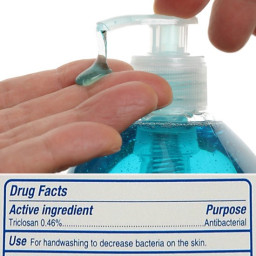 Drug Facts
Active ingredient Purpose
Triclosan 0.46%..........Antibacterial
Use For handwashing to decrease bacteria on the skin.